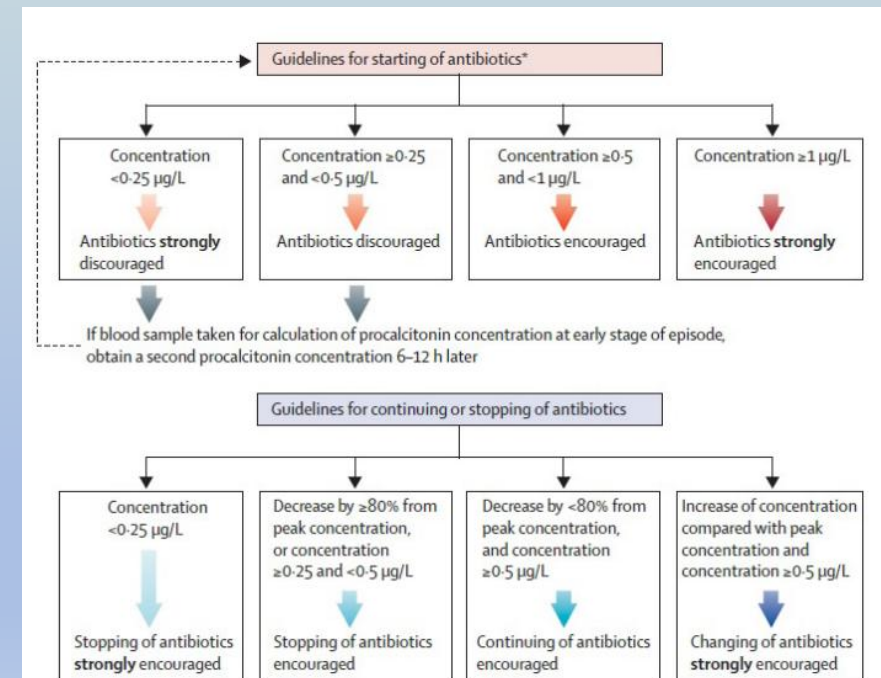 Guidelines for starting of antibiotics*
Concentration
<0·25 µg/L
Antibiotics strongly
discouraged
Concentration ≥0·25
and <0·5 µg/L
Antibiotics discouraged
Concentration ≥0·5
and <1 µg/L
Antibiotics encouraged
Concentration ≥1 µg/L
Antibiotics strongly
encouraged
If blood sample taken for calculation of procalcitonin concentration at early stage of episode,
obtain a second procalcitonin concentration 6–12 h later
Guidelines for continuing or stopping of antibiotics
Concentration
<0·25 µg/L
Stopping of antibiotics
strongly encouraged
Decrease by ≥80% from
peak concentration,
or concentration
≥0·25 and <0·5 µg/L
Stopping of antibiotics
encouraged
Decrease by <80% from
peak concentration,
and concentration
≥0·5 µg/L
Continuing of antibiotics
encouraged
Increase of concentration
compared with peak
concentration and
concentration ≥0·5 µg/L
Changing of antibiotics
strongly encouraged